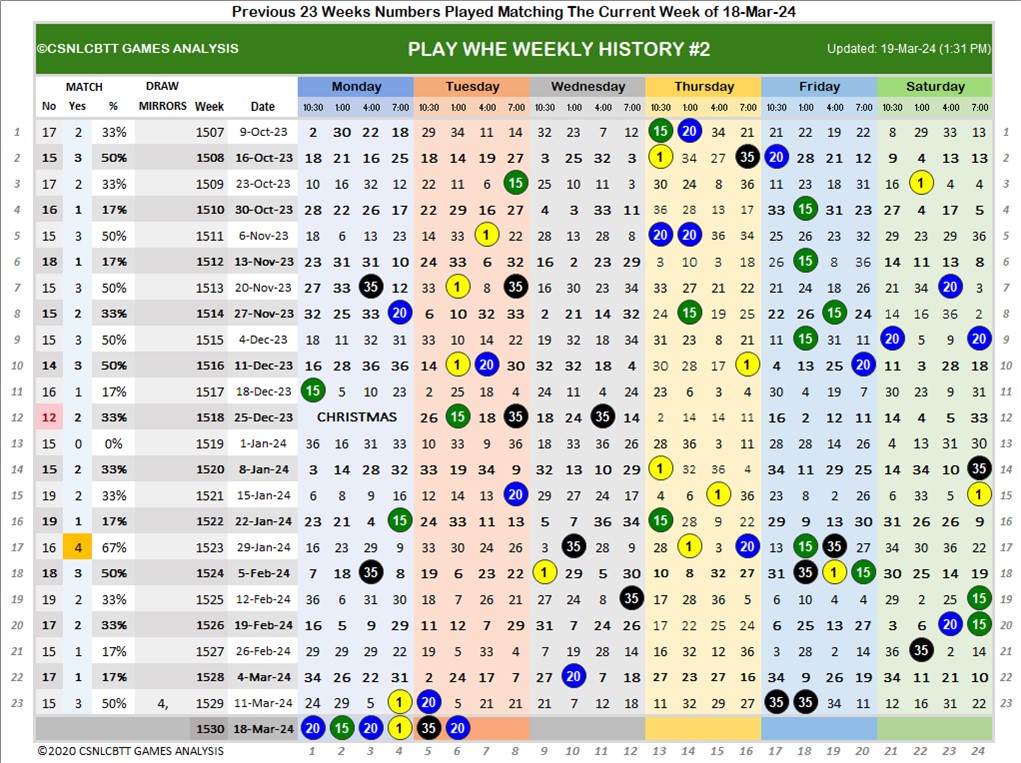 Previous 23 Weeks Numbers Played Matching The Current Week of 18-Mar-24
©CSNLCBTT GAMES ANALYSIS PLAY WHE WEEKLY HISTORY #2 Updated: 19-Mar-24 (1:31 PM)
MATCH DRAW Monday Tuesday Wednesday Thursday Friday Saturday
No Yes % MIRRORS Week Date 10:30 1:00 4:00 7:00 10:30 1:00 4:00 7:00 10:30 1:00 4:00 7:00 10:30 1:00 4:00 7:00 10:30 1:00 4:00 7:00 10:30 1:00 4:00 7:00
1 17 2 33% 1507 9-Oct-23 2 30 22 18 29 34 11 14 32 23 7 12 15 20 34 21 21 22 19 22 8 29 33 13 1
2 15 3 50% 1508 16-Oct-23 18 21 16 25 18 14 19 27 3 25 32 3 1 34 27 35 20 28 21 12 9 4 13 13 2
3 17 2 33% 1509 23-Oct-23 10 16 32 12 22 11 6 15 25 10 11 3 30 24 8 36 11 23 18 31 16 1 4 4 3
4 16 1 17% 1510 30-Oct-23 28 22 26 17 22 29 16 27 4 3 33 11 36 28 13 17 33 15 31 23 27 4 17 5 4
5 15 3 50% 1511 6-Nov-23 18 6 13 23 14 33 1 22 28 13 28 8 20 20 36 34 25 26 23 32 29 32 29 36 5
6 18 1 17% 1512 13-Nov-23 23 31 31 10 24 33 6 32 16 2 23 29 3 10 3 18 26 15 8 36 14 11 13 8 6
7 15 3 50% 1513 20-Nov-23 27 33 35 12 33 1 8 35 16 30 23 34 33 27 21 22 21 24 18 26 21 34 20 3 7
8 15 2 33% 1514 27-Nov-23 32 25 33 20 6 10 32 33 2 21 14 32 24 15 19 25 22 26 15 24 14 16 36 2 8
9 15 3 50% 1515 4-Dec-23 18 11 32 31 33 10 14 22 19 32 18 34 31 23 8 21 11 15 31 11 20 5 9 20 9
10 14 3 50% 1516 11-Dec-23 16 28 36 36 14 1 20 30 32 32 18 4 30 28 17 1 4 13 25 20 11 3 28 18 10
11 16 1 17% 1517 18-Dec-23 15 5 10 23 2 25 18 4 24 11 4 24 23 6 3 4 30 4 19 7 30 23 9 31 11
12 12 2 33% 1518 25-Dec-23 CHRISTMAS 26 15 18 35 18 24 35 14 2 14 14 11 16 2 12 11 14 4 5 33 12
13 15 0 0% 1519 1-Jan-24 36 16 31 33 10 33 9 36 18 33 36 26 28 36 3 11 28 28 14 26 4 13 31 30 13
14 15 2 33% 1520 8-Jan-24 3 14 28 32 33 19 34 9 32 13 10 29 1 32 36 4 34 11 29 25 14 34 10 35 14
15 19 2 33% 1521 15-Jan-24 6 8 9 16 12 14 13 20 29 27 24 17 4 6 1 36 23 8 2 26 6 33 5 1 15
16 19 1 17% 1522 22-Jan-24 23 21 4 15 24 33 11 13 5 7 36 34 15 28 9 22 29 9 13 30 31 26 26 9 16
17 16 4 67% 1523 29-Jan-24 16 23 29 9 33 30 24 26 3 35 28 9 28 1 3 20 13 15 35 27 34 30 36 22 17
18 18 3 50% 1524 5-Feb-24 7 18 35 8 19 6 23 22 1 29 5 30 10 8 32 27 31 35 1 15 30 25 14 19 18
19 19 2 33% 1525 12-Feb-24 36 6 31 30 18 7 26 21 27 24 8 35 17 28 36 5 6 10 4 4 29 2 25 15 19
20 17 2 33% 1526 19-Feb-24 16 5 9 29 11 12 7 29 31 7 24 26 17 22 25 24 6 25 13 27 3 6 20 15 20
21 15 1 17% 1527 26-Feb-24 29 29 29 22 19 5 33 4 7 19 28 14 16 32 12 36 3 28 2 14 36 35 2 14 21
22 17 1 17% 1528 4-Mar-24 34 26 22 31 2 24 17 7 27 20 7 18 27 23 27 16 34 9 26 19 34 11 21 10 22
23 15 3 50% 4, 1529 11-Mar-24 24 29 5 1 20 5 21 21 21 7 12 18 11 32 29 27 35 35 34 11 12 16 31 22 23
1530 18-Mar-24 20 15 20 1 35 20
©2020 CSNLCBTT GAMES ANALYSIS 1 2 3 4 5 6 7 8 9 10 11 12 13 14 15 16 17 18 19 20 21 22 23 24